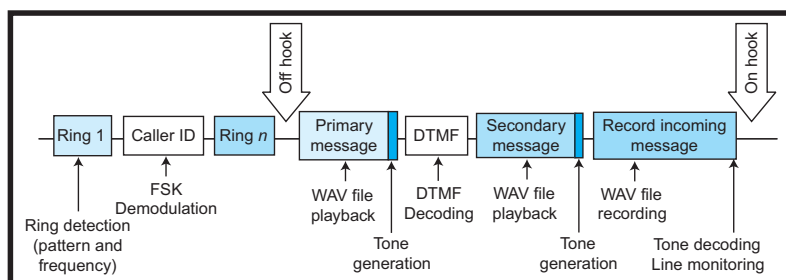 Off hook
On hook
Ring 1
Caller ID
Ring n
Primary
message
DTMF
Secondary
message
Record incoming
message
FSK
Demodulation
WAV file
playback
DTMF
Decoding
WAV file
playback
WAV file
recording
Ring detection
(pattern and
frequency)
Tone
generation
Tone
generation
Tone decoding
Line monitoring